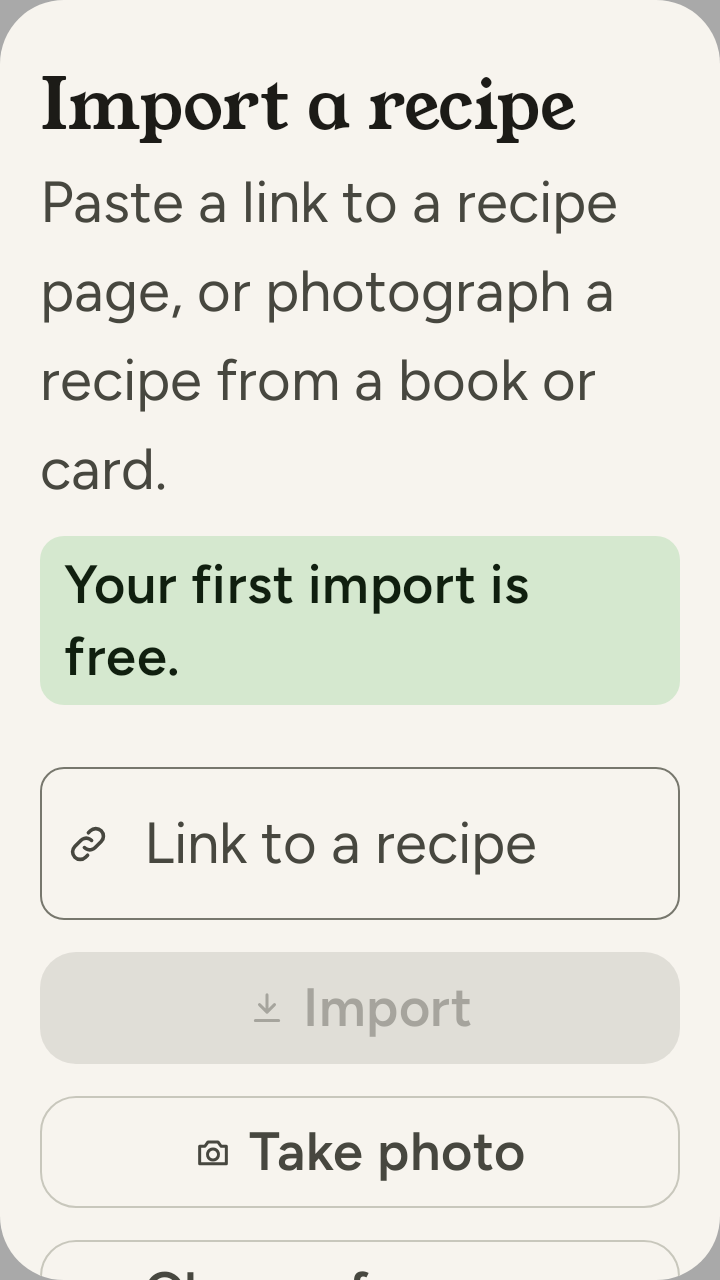 Import a recipe
Paste a link to a recipe
page, or photograph a
recipe from a book or
card.
Your first import is
free.
Link to a recipe
Import
Take photo